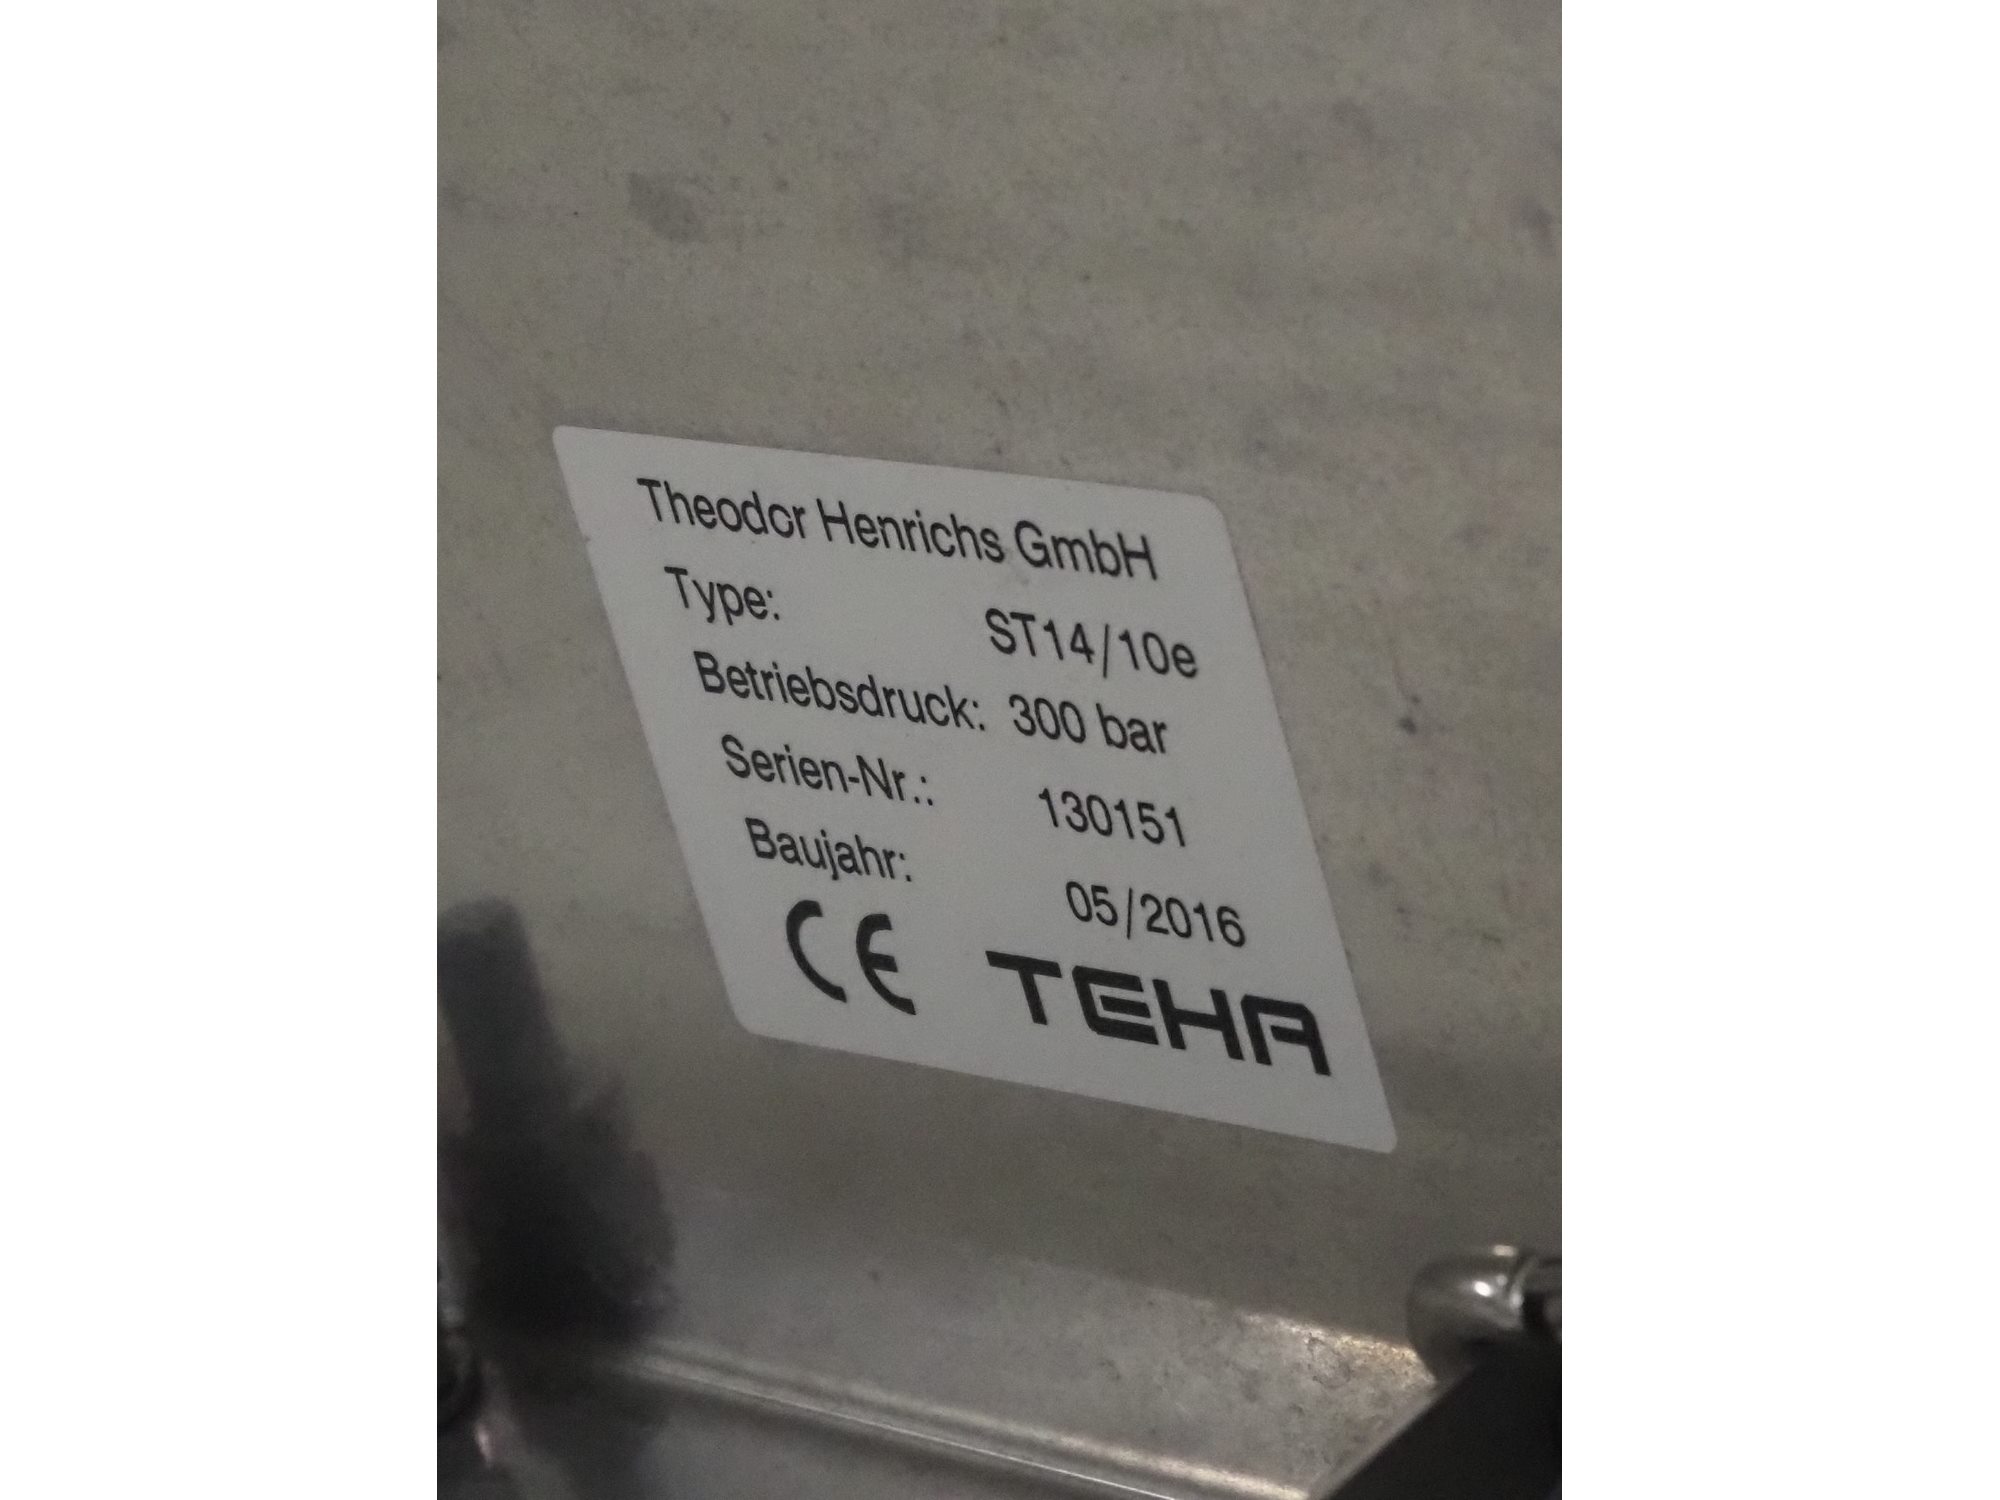 Theodor Henrichs GmbH
Type: ST14/10e
Betriebsdruck: 300 bar
Serien-Nr.: 130151
Baujahr: 05/2016
CE TEHA